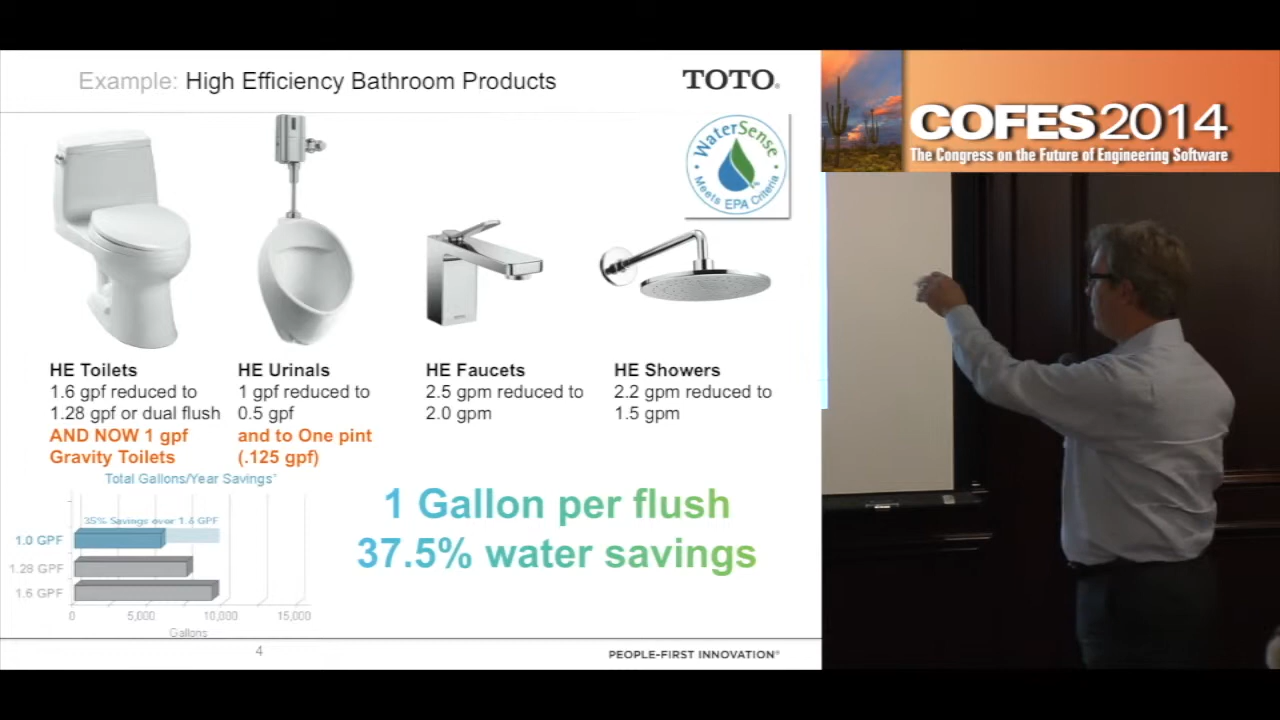 Example: High Efficiency Bathroom Products
TOTO®
WaterSense
Meets EPA Criteria
COFES2014
The Congress on the Future of Engineering Software
HE Toilets
1.6 gpf reduced to
1.28 gpf or dual flush
AND NOW 1 gpf
Gravity Toilets
HE Urinals
1 gpf reduced to
0.5 gpf
and to One pint
(.125 gpf)
HE Faucets
2.5 gpm reduced to
2.0 gpm
HE Showers
2.2 gpm reduced to
1.5 gpm
Total Gallons/Year Savings*
35% Savings over 1.6 GPF
1.0 GPF
1.28 GPF
1.6 GPF
0 5,000 10,000 15,000
Gallons
1 Gallon per flush
37.5% water savings
4
PEOPLE-FIRST INNOVATION®